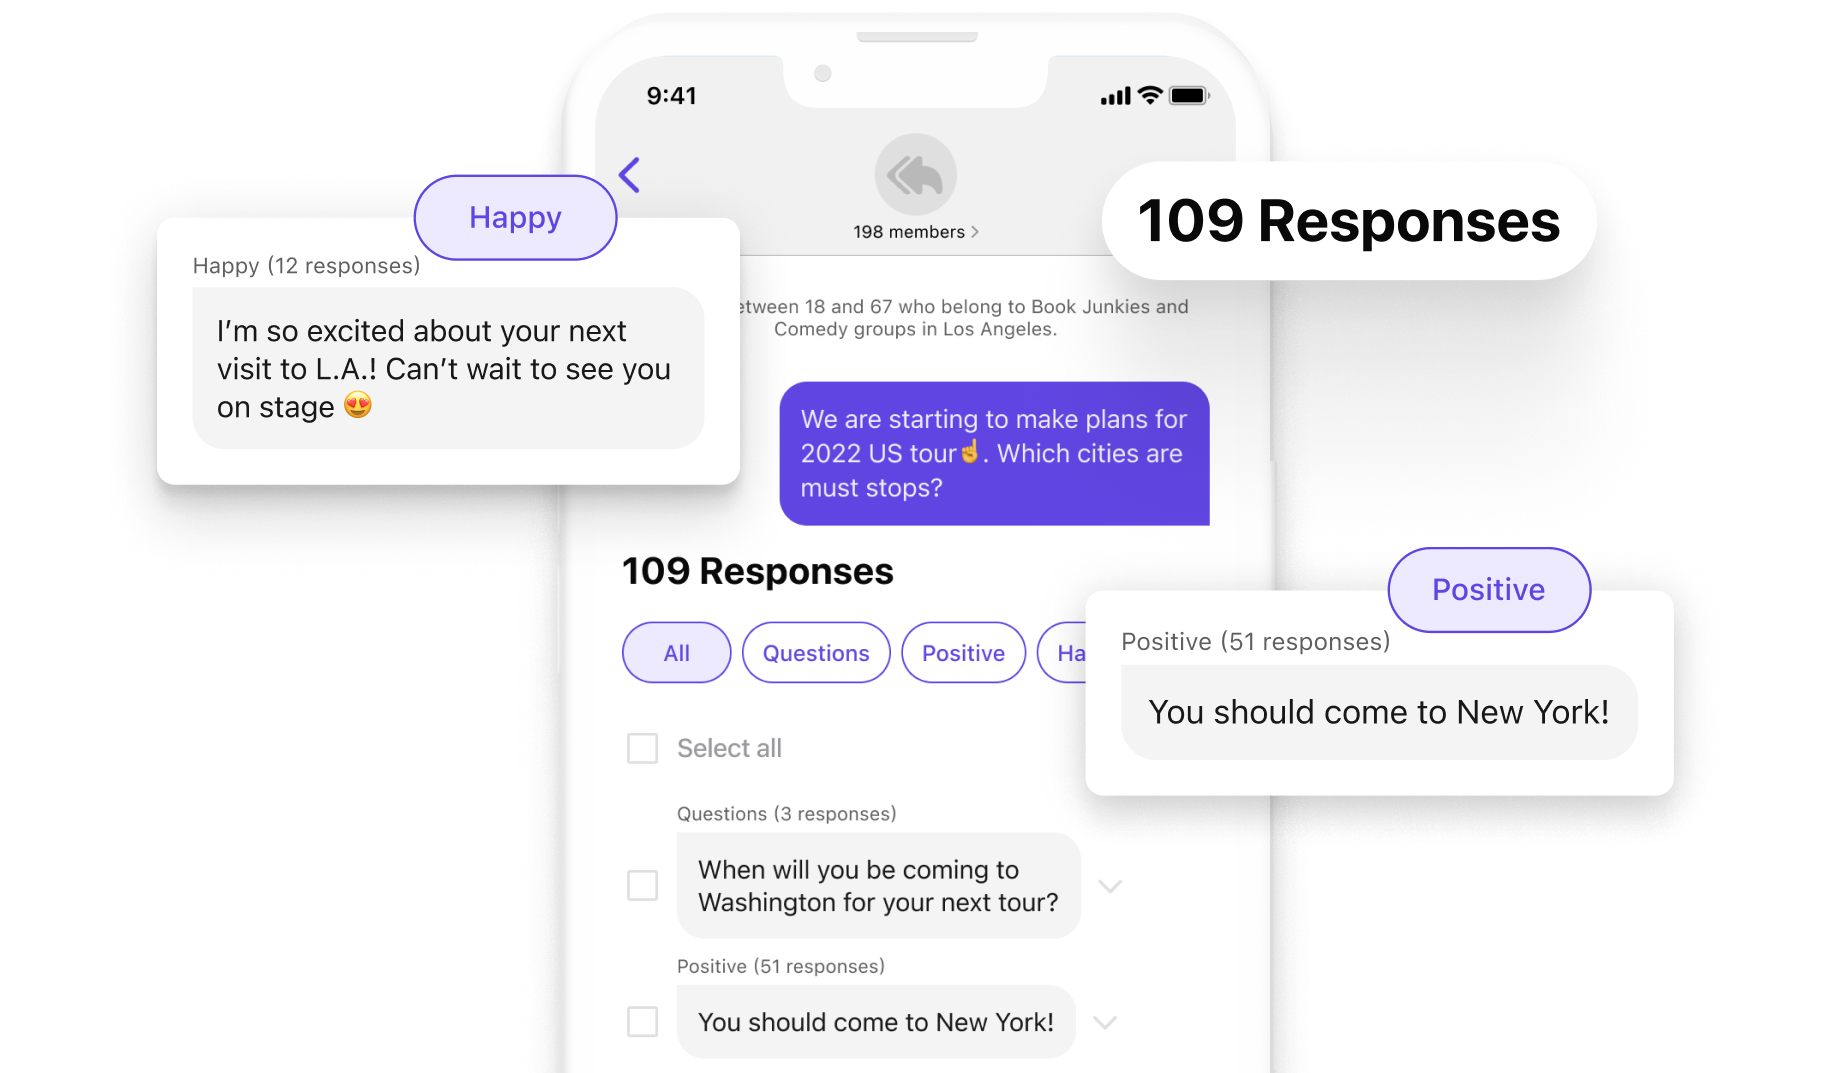 9:41
198 members
109 Responses
Happy
Happy (12 responses)
I’m so excited about your next
visit to L.A.! Can’t wait to see you
on stage 😍
18 and 67 who belong to Book Junkies and
Comedy groups in Los Angeles.
We are starting to make plans for
2022 US tour☝️. Which cities are
must stops?
109 Responses
All
Questions
Positive
Positive
Positive (51 responses)
You should come to New York!
Select all
Questions (3 responses)
When will you be coming to
Washington for your next tour?
Positive (51 responses)
You should come to New York!